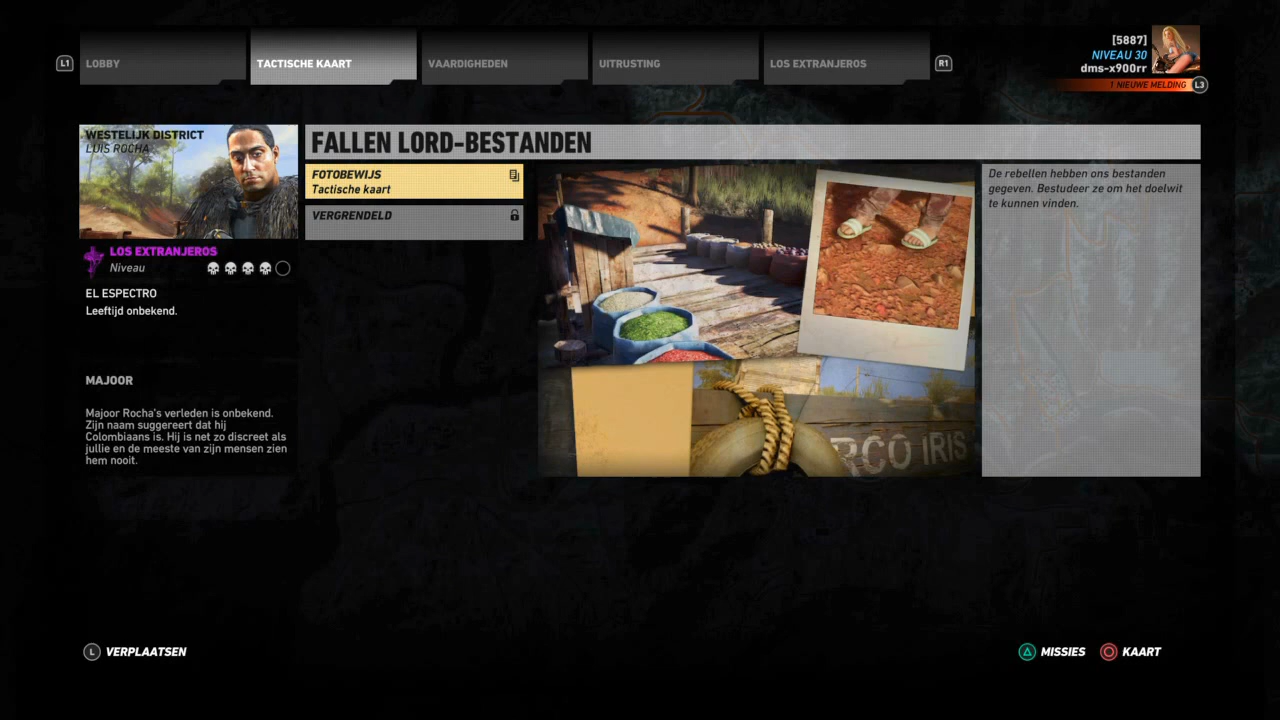 L1
LOBBY
TACTISCHE KAART
VAARDIGHEDEN
UITRUSTING
LOS EXTRANJEROS
R1
[5887]
NIVEAU 30
dms-x900rr
1 NIEUWE MELDING
L3
WESTELIJK DISTRICT
LUIS ROCHA
LOS EXTRANJEROS
Niveau
EL ESPECTRO
Leeftijd onbekend.
MAJOOR
Majoor Rocha's verleden is onbekend.
Zijn naam suggereert dat hij
Colombiaans is. Hij is net zo discreet als
jullie en de meeste van zijn mensen zien
hem nooit.
FALLEN LORD-BESTANDEN
FOTOBEWIJS
Tactische kaart
VERGRENDELD
RCO IRIS
De rebellen hebben ons bestanden
gegeven. Bestudeer ze om het doelwit
te kunnen vinden.
L VERPLAATSEN
MISSIES
KAART